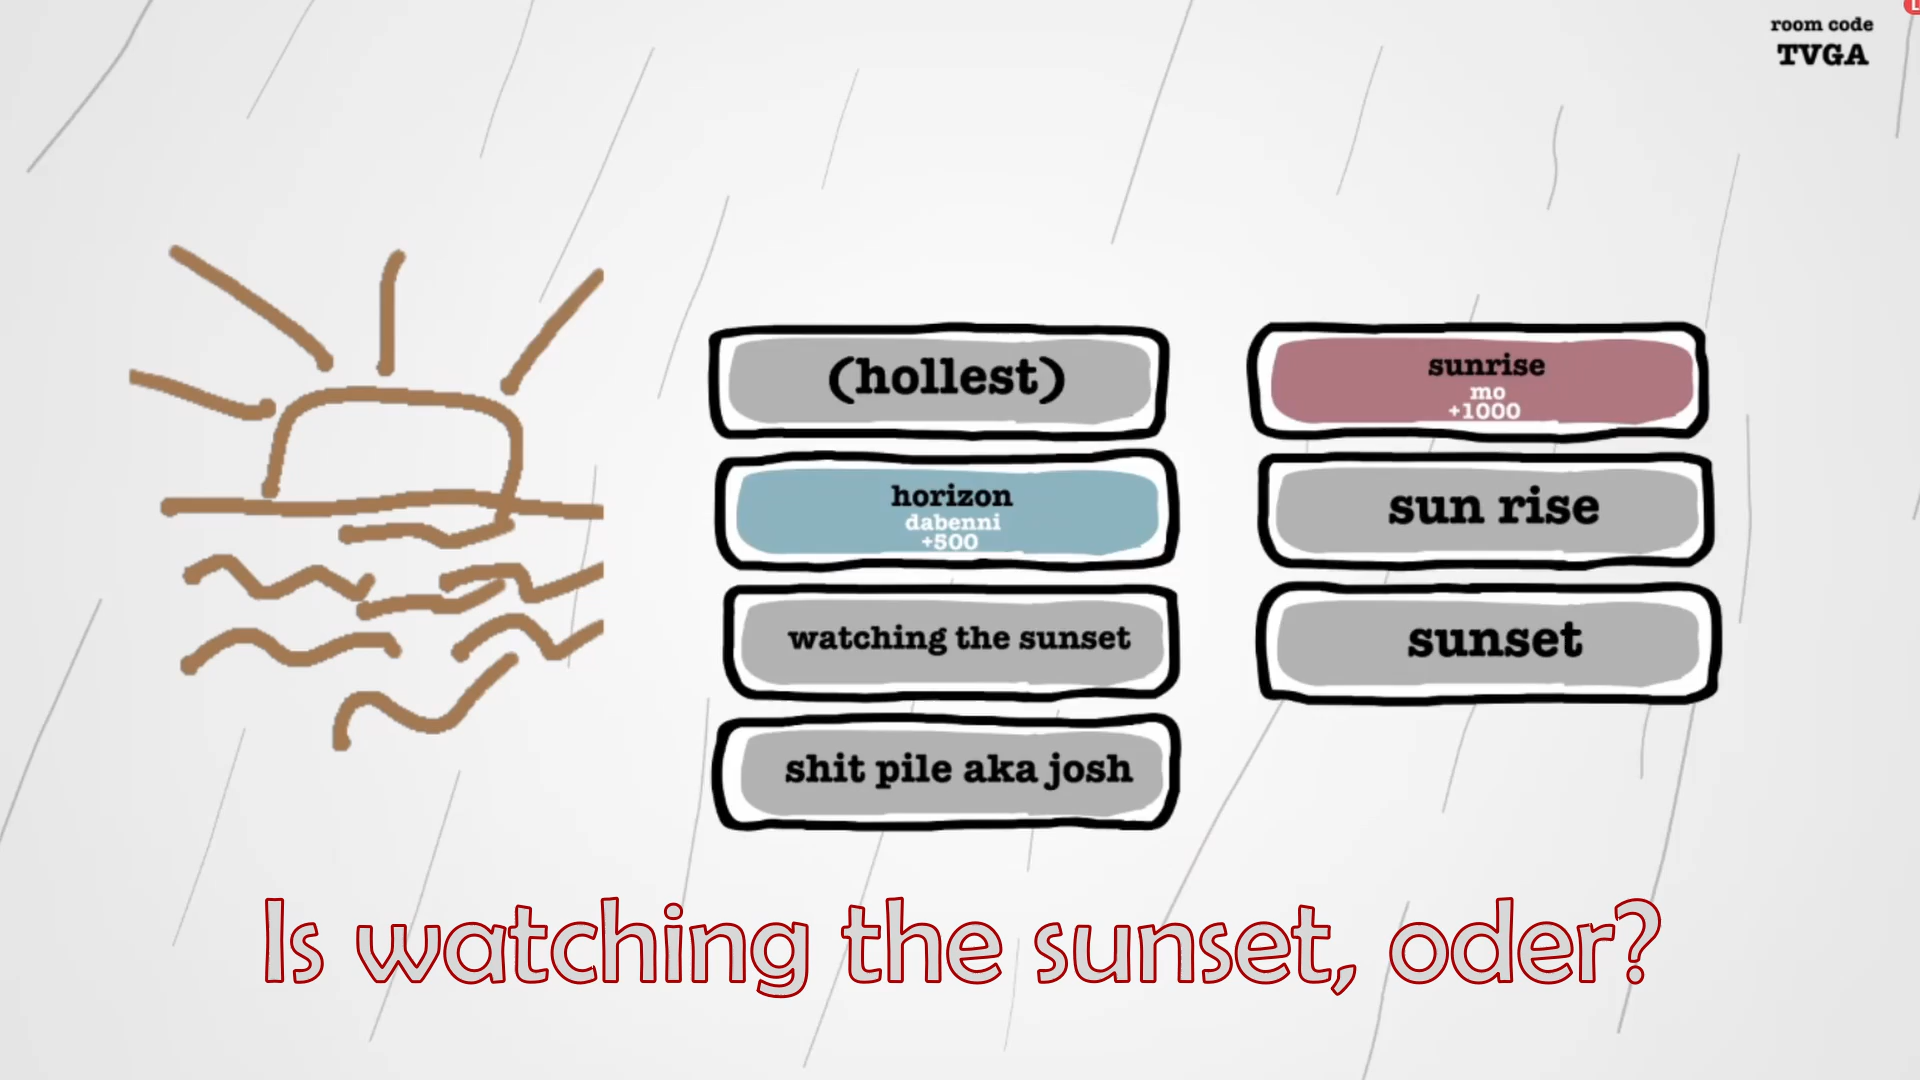 room code
TVGA
(hollest)
horizon
dabenni
+500
watching the sunset
shit pile aka josh
sunrise
mo
+1000
sun rise
sunset
Is watching the sunset, oder?